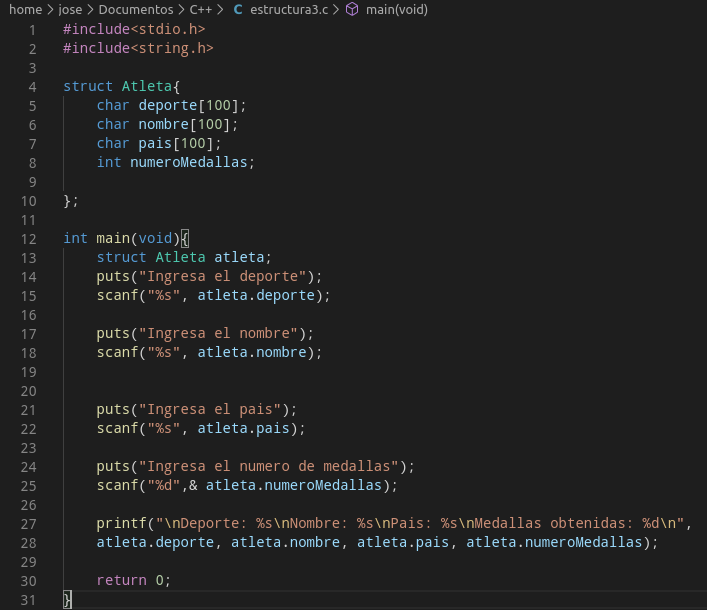 home > jose > Documentos > C++ > C estructura3.c > main(void)
1 #include<stdio.h>
2 #include<string.h>
3
4 struct Atleta{
5     char deporte[100];
6     char nombre[100];
7     char pais[100];
8     int numeroMedallas;
9
10 };
11
12 int main(void){
13     struct Atleta atleta;
14     puts("Ingresa el deporte");
15     scanf("%s", atleta.deporte);
16
17     puts("Ingresa el nombre");
18     scanf("%s", atleta.nombre);
19
20
21     puts("Ingresa el pais");
22     scanf("%s", atleta.pais);
23
24     puts("Ingresa el numero de medallas");
25     scanf("%d",& atleta.numeroMedallas);
26
27     printf("\nDeporte: %s\nNombre: %s\nPais: %s\nMedallas obtenidas: %d\n",
28     atleta.deporte, atleta.nombre, atleta.pais, atleta.numeroMedallas);
29
30     return 0;
31 }